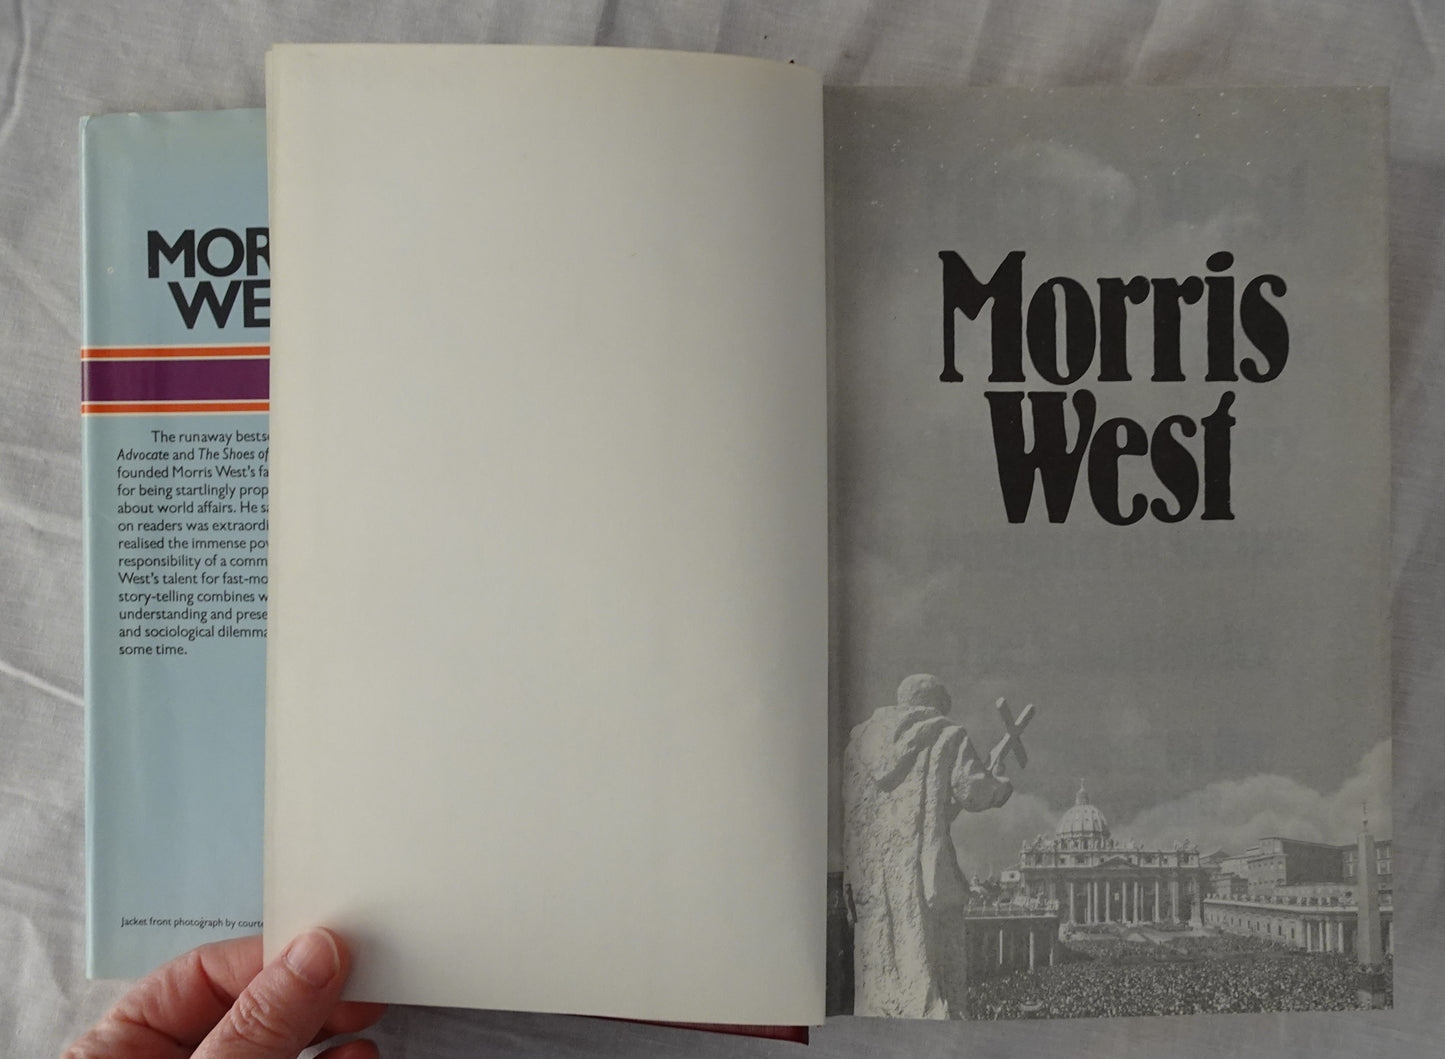 MOR
WE
The runaway bests
Advocate and The Shoes of
founded Morris West's fa
for being startlingly prop
about world affairs. He sa
on readers was extraordi
realised the immense pow
responsibility of a comm
West's talent for fast-mo
story-telling combines w
understanding and prese
and sociological dilemma
some time.
Jacket front photograph by courte
Morris
West